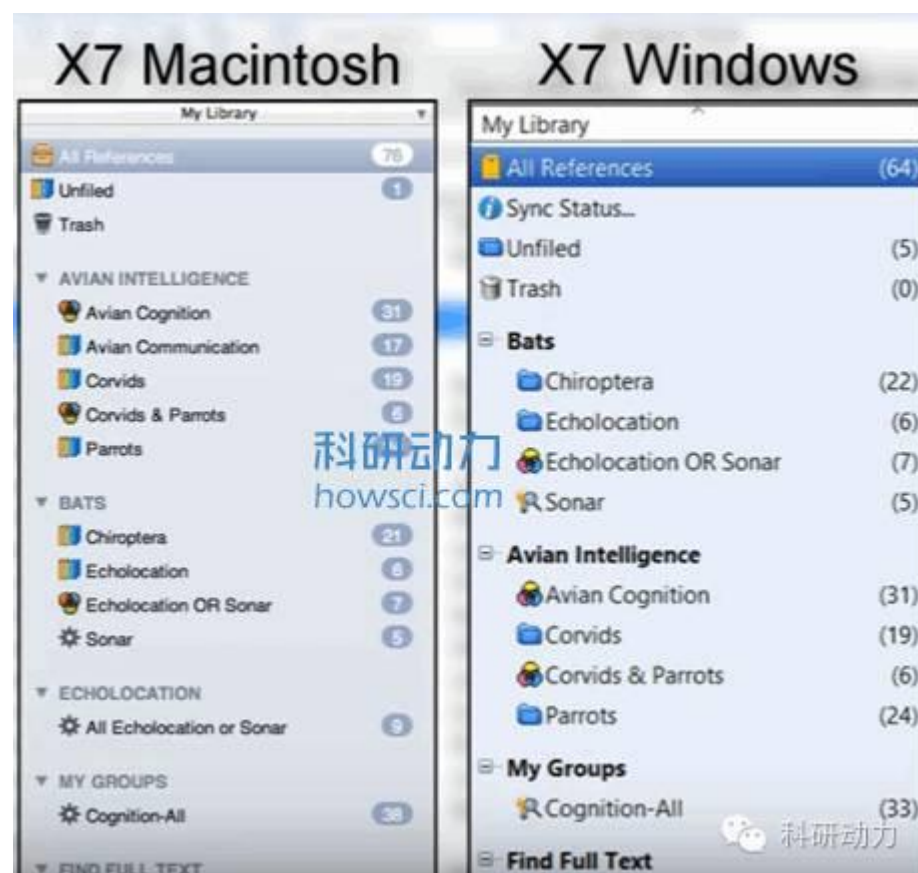 X7 Macintosh
My Library
All References 76
Unfiled 1
Trash
AVIAN INTELLIGENCE
Avian Cognition 31
Avian Communication 17
Corvids 19
Corvids & Parrots 6
Parrots
BATS
Chiroptera 21
Echolocation 6
Echolocation OR Sonar 7
Sonar 5
ECHOLOCATION
All Echolocation or Sonar 9
MY GROUPS
Cognition-All
FIND FULL TEXT
X7 Windows
My Library
All References (64)
Sync Status...
Unfiled (5)
Trash (0)
Bats
Chiroptera (22)
Echolocation (6)
Echolocation OR Sonar (7)
Sonar (5)
Avian Intelligence
Avian Cognition (31)
Corvids (19)
Corvids & Parrots (6)
Parrots (24)
My Groups
Cognition-All (33)
Find Full Text
科研动力
howsci.com
科研动力